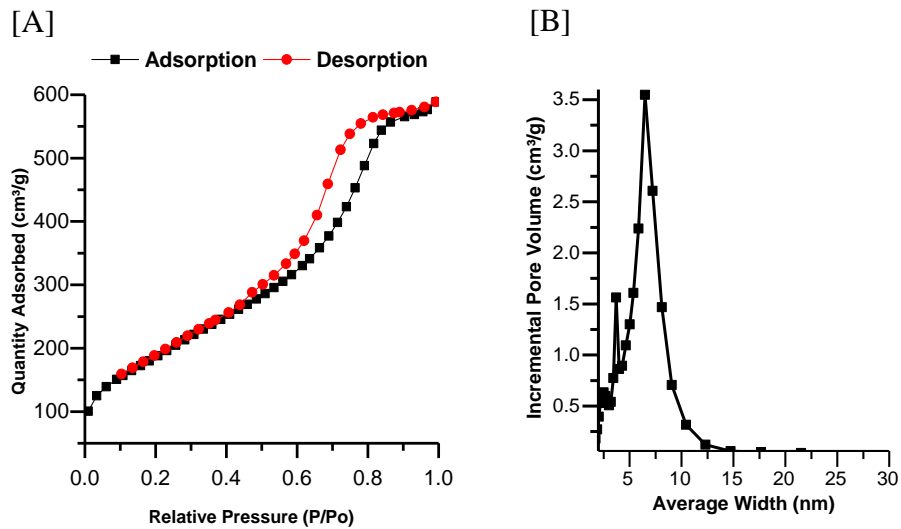 [A]
Adsorption Desorption
Quantity Adsorbed (cm³/g)
600
500
400
300
200
100
0.0 0.2 0.4 0.6 0.8 1.0
Relative Pressure (P/Po)
[B]
Incremental Pore Volume (cm³/g)
3.5
3.0
2.5
2.0
1.5
1.0
0.5
5 10 15 20 25 30
Average Width (nm)